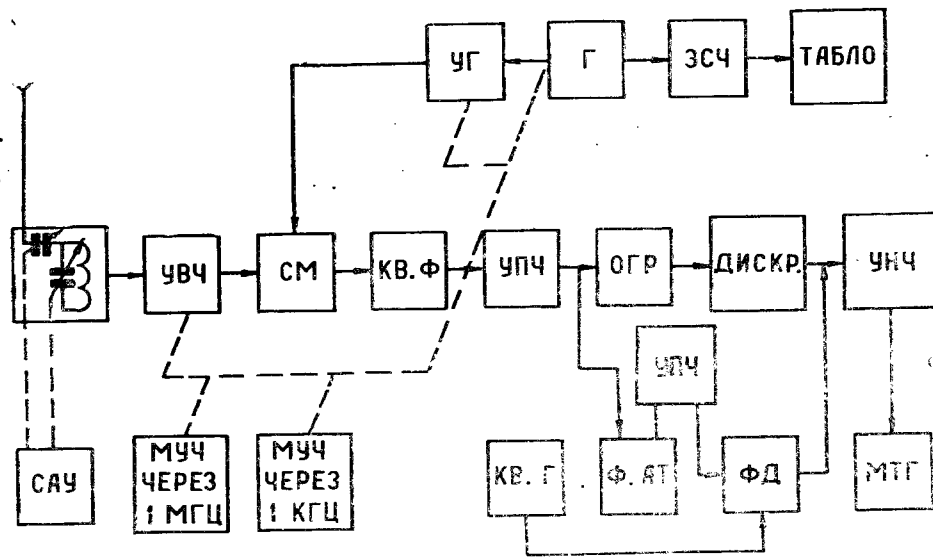 УГ
Г
ЗСЧ
ТАБЛО
УВЧ
СМ
КВ. Ф
УПЧ
ОГР
ДИСКР.
УНЧ
УПЧ
САУ
МУЧ
ЧЕРЕЗ
1 МГЦ
МУЧ
ЧЕРЕЗ
1 КГЦ
КВ. Г
Ф. АТ
ФД
МТГ